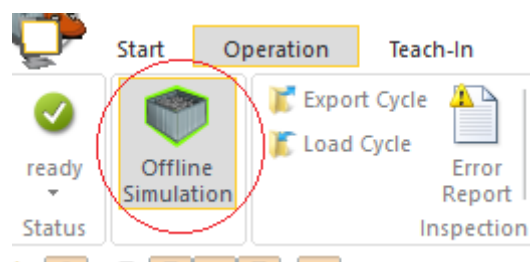 Start Operation Teach-In
ready
Status
Offline
Simulation
Export Cycle
Load Cycle
Error
Report
Inspection